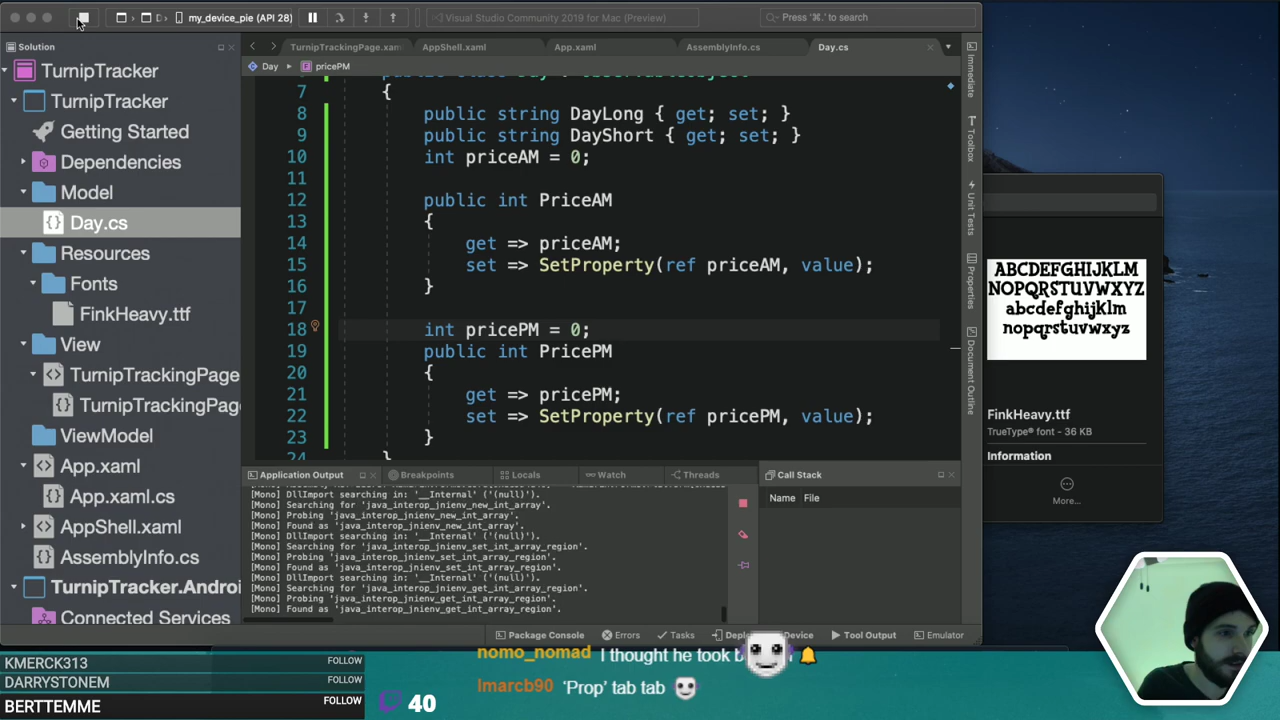 my_device_pie (API 28)
Visual Studio Community 2019 for Mac (Preview)
Press '⌘.' to search
Solution
TurnipTrackingPage.xam
AppShell.xaml
App.xaml
AssemblyInfo.cs
Day.cs
Day
pricePM
TurnipTracker
TurnipTracker
Getting Started
Dependencies
Model
Day.cs
Resources
Fonts
FinkHeavy.ttf
View
TurnipTrackingPage
TurnipTrackingPag
ViewModel
App.xaml
App.xaml.cs
AppShell.xaml
AssemblyInfo.cs
TurnipTracker.Androi
Connected Services
7 {
8 public string DayLong { get; set; }
9 public string DayShort { get; set; }
10 int priceAM = 0;
11
12 public int PriceAM
13 {
14 get => priceAM;
15 set => SetProperty(ref priceAM, value);
16 }
17
18 int pricePM = 0;
19 public int PricePM
20 {
21 get => pricePM;
22 set => SetProperty(ref pricePM, value);
23 }
24 }
Immediate
Toolbox
Unit Tests
Properties
Document Outline
Application Output
Breakpoints
Locals
Watch
Threads
Call Stack
Name File
[Mono] DllImport searching in: '__Internal' ('(null)').
[Mono] Searching for 'java_interop_jnienv_new_int_array'.
[Mono] Probing 'java_interop_jnienv_new_int_array'.
[Mono] Found as 'java_interop_jnienv_new_int_array'.
[Mono] DllImport searching in: '__Internal' ('(null)').
[Mono] Searching for 'java_interop_jnienv_set_int_array_region'.
[Mono] Probing 'java_interop_jnienv_set_int_array_region'.
[Mono] Found as 'java_interop_jnienv_set_int_array_region'.
[Mono] DllImport searching in: '__Internal' ('(null)').
[Mono] Searching for 'java_interop_jnienv_get_int_array_region'.
[Mono] Probing 'java_interop_jnienv_get_int_array_region'.
[Mono] Found as 'java_interop_jnienv_get_int_array_region'.
Package Console
Errors
Tasks
Device
Tool Output
Emulator
ABCDEFGHIJKLM
NOPQRSTUVWXYZ
abcdefghijklm
nopqrstuvwxyz
FinkHeavy.ttf
TrueType® font - 36 KB
Information
More...
KMERCK313 FOLLOW
DARRYSTONEM FOLLOW
BERTTEMME FOLLOW
40
nomo_nomad I thought he took
lmarcb90 'Prop' tab tab